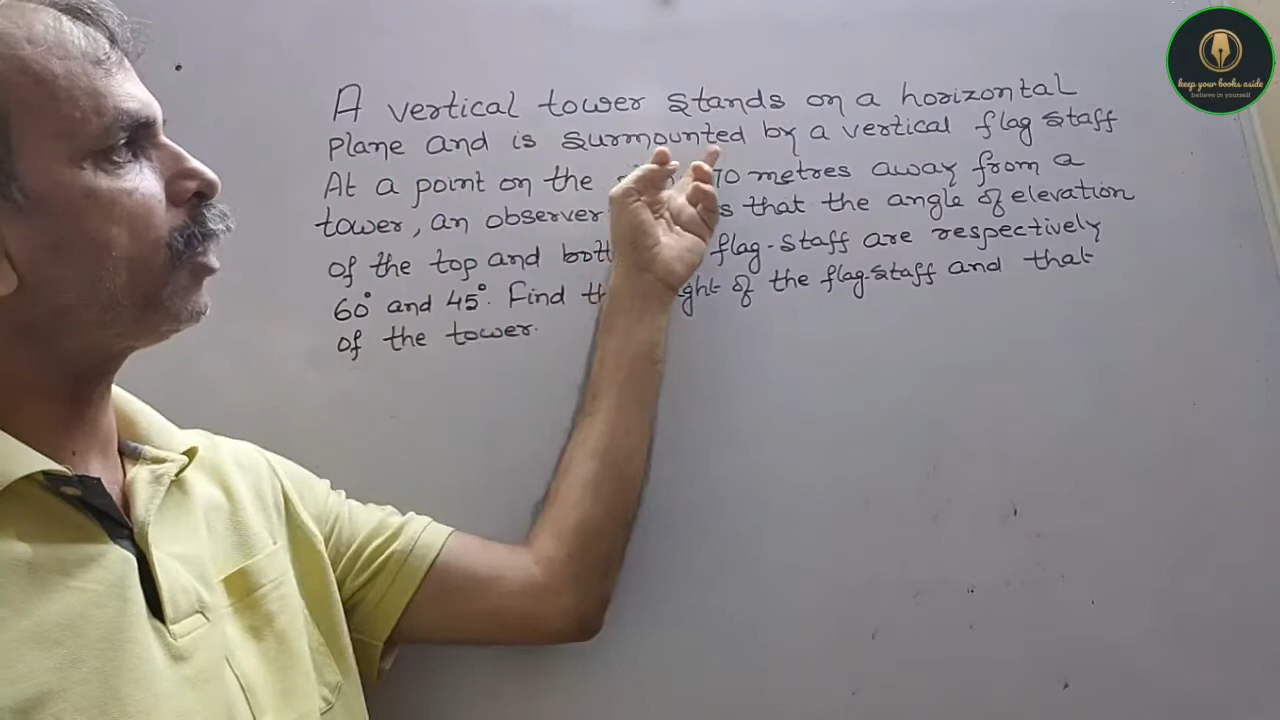 A vertical tower stands on a horizontal
plane and is surmounted by a vertical flag staff
At a point on the 70 metres away from a
tower, an observer that the angle of elevation
of the top and flag-staff are respectively
60° and 45°. Find of the flag-staff and that
of the tower.
keep your books aside
believe in yourself